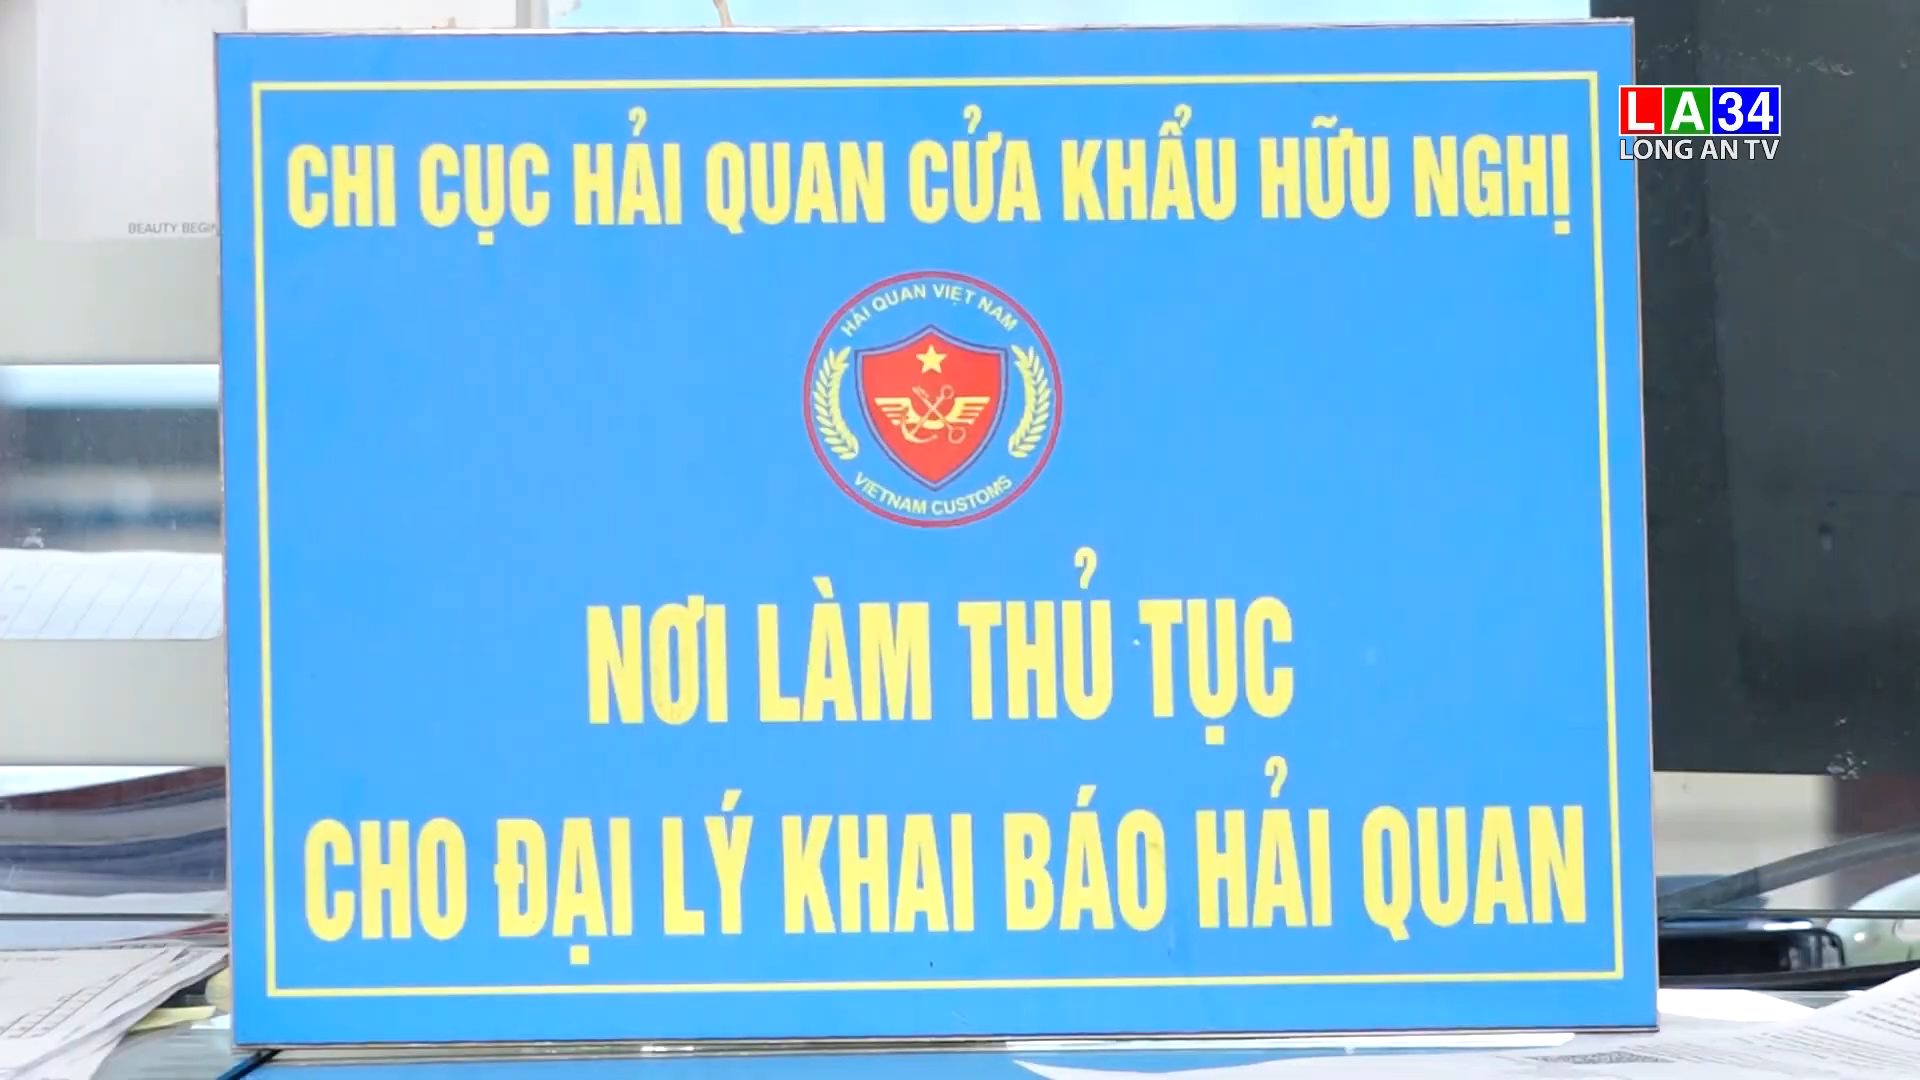 LA34
LONG AN TV
CHI CỤC HẢI QUAN CỬA KHẨU HỮU NGHỊ
BEAUTY BEGIN
HẢI QUAN VIỆT NAM
VIETNAM CUSTOMS
NƠI LÀM THỦ TỤC
CHO ĐẠI LÝ KHAI BÁO HẢI QUAN